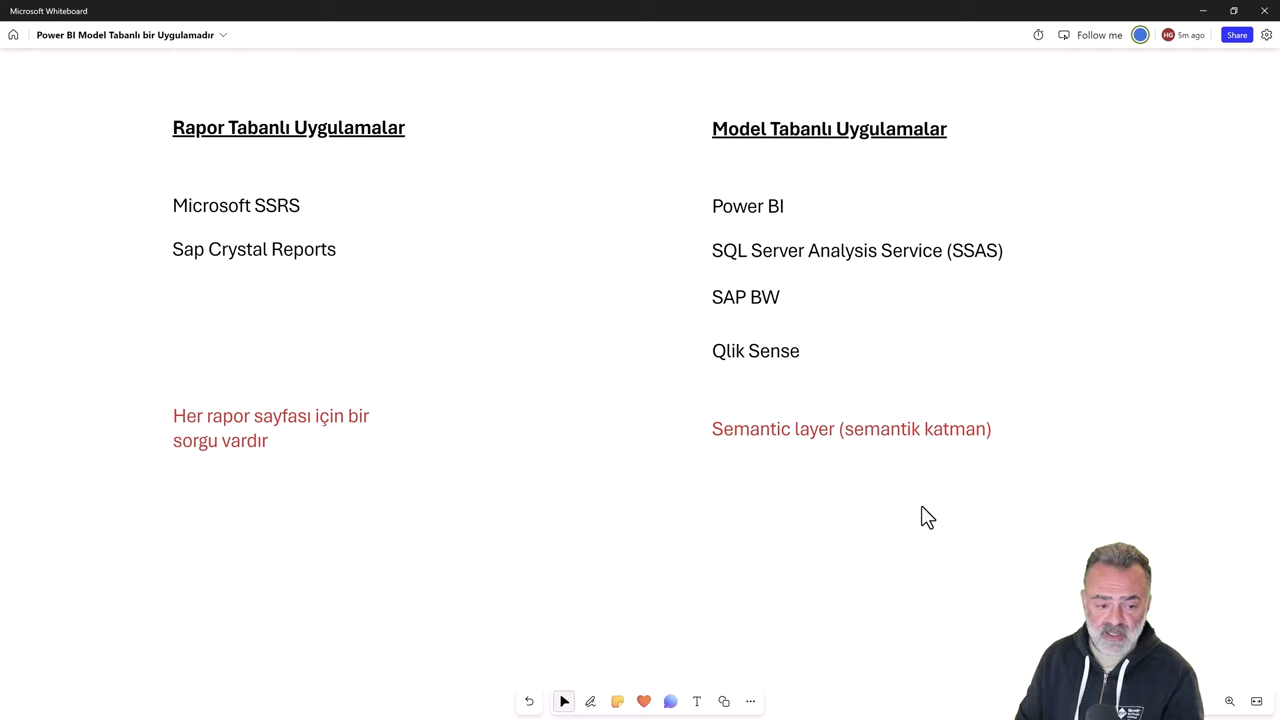 Microsoft Whiteboard
Power BI Model Tabanlı bir Uygulamadır
Follow me
HG
5m ago
Share
Rapor Tabanlı Uygulamalar
Microsoft SSRS
Sap Crystal Reports
Her rapor sayfası için bir
sorgu vardır
Model Tabanlı Uygulamalar
Power BI
SQL Server Analysis Service (SSAS)
SAP BW
Qlik Sense
Semantic layer (semantik katman)